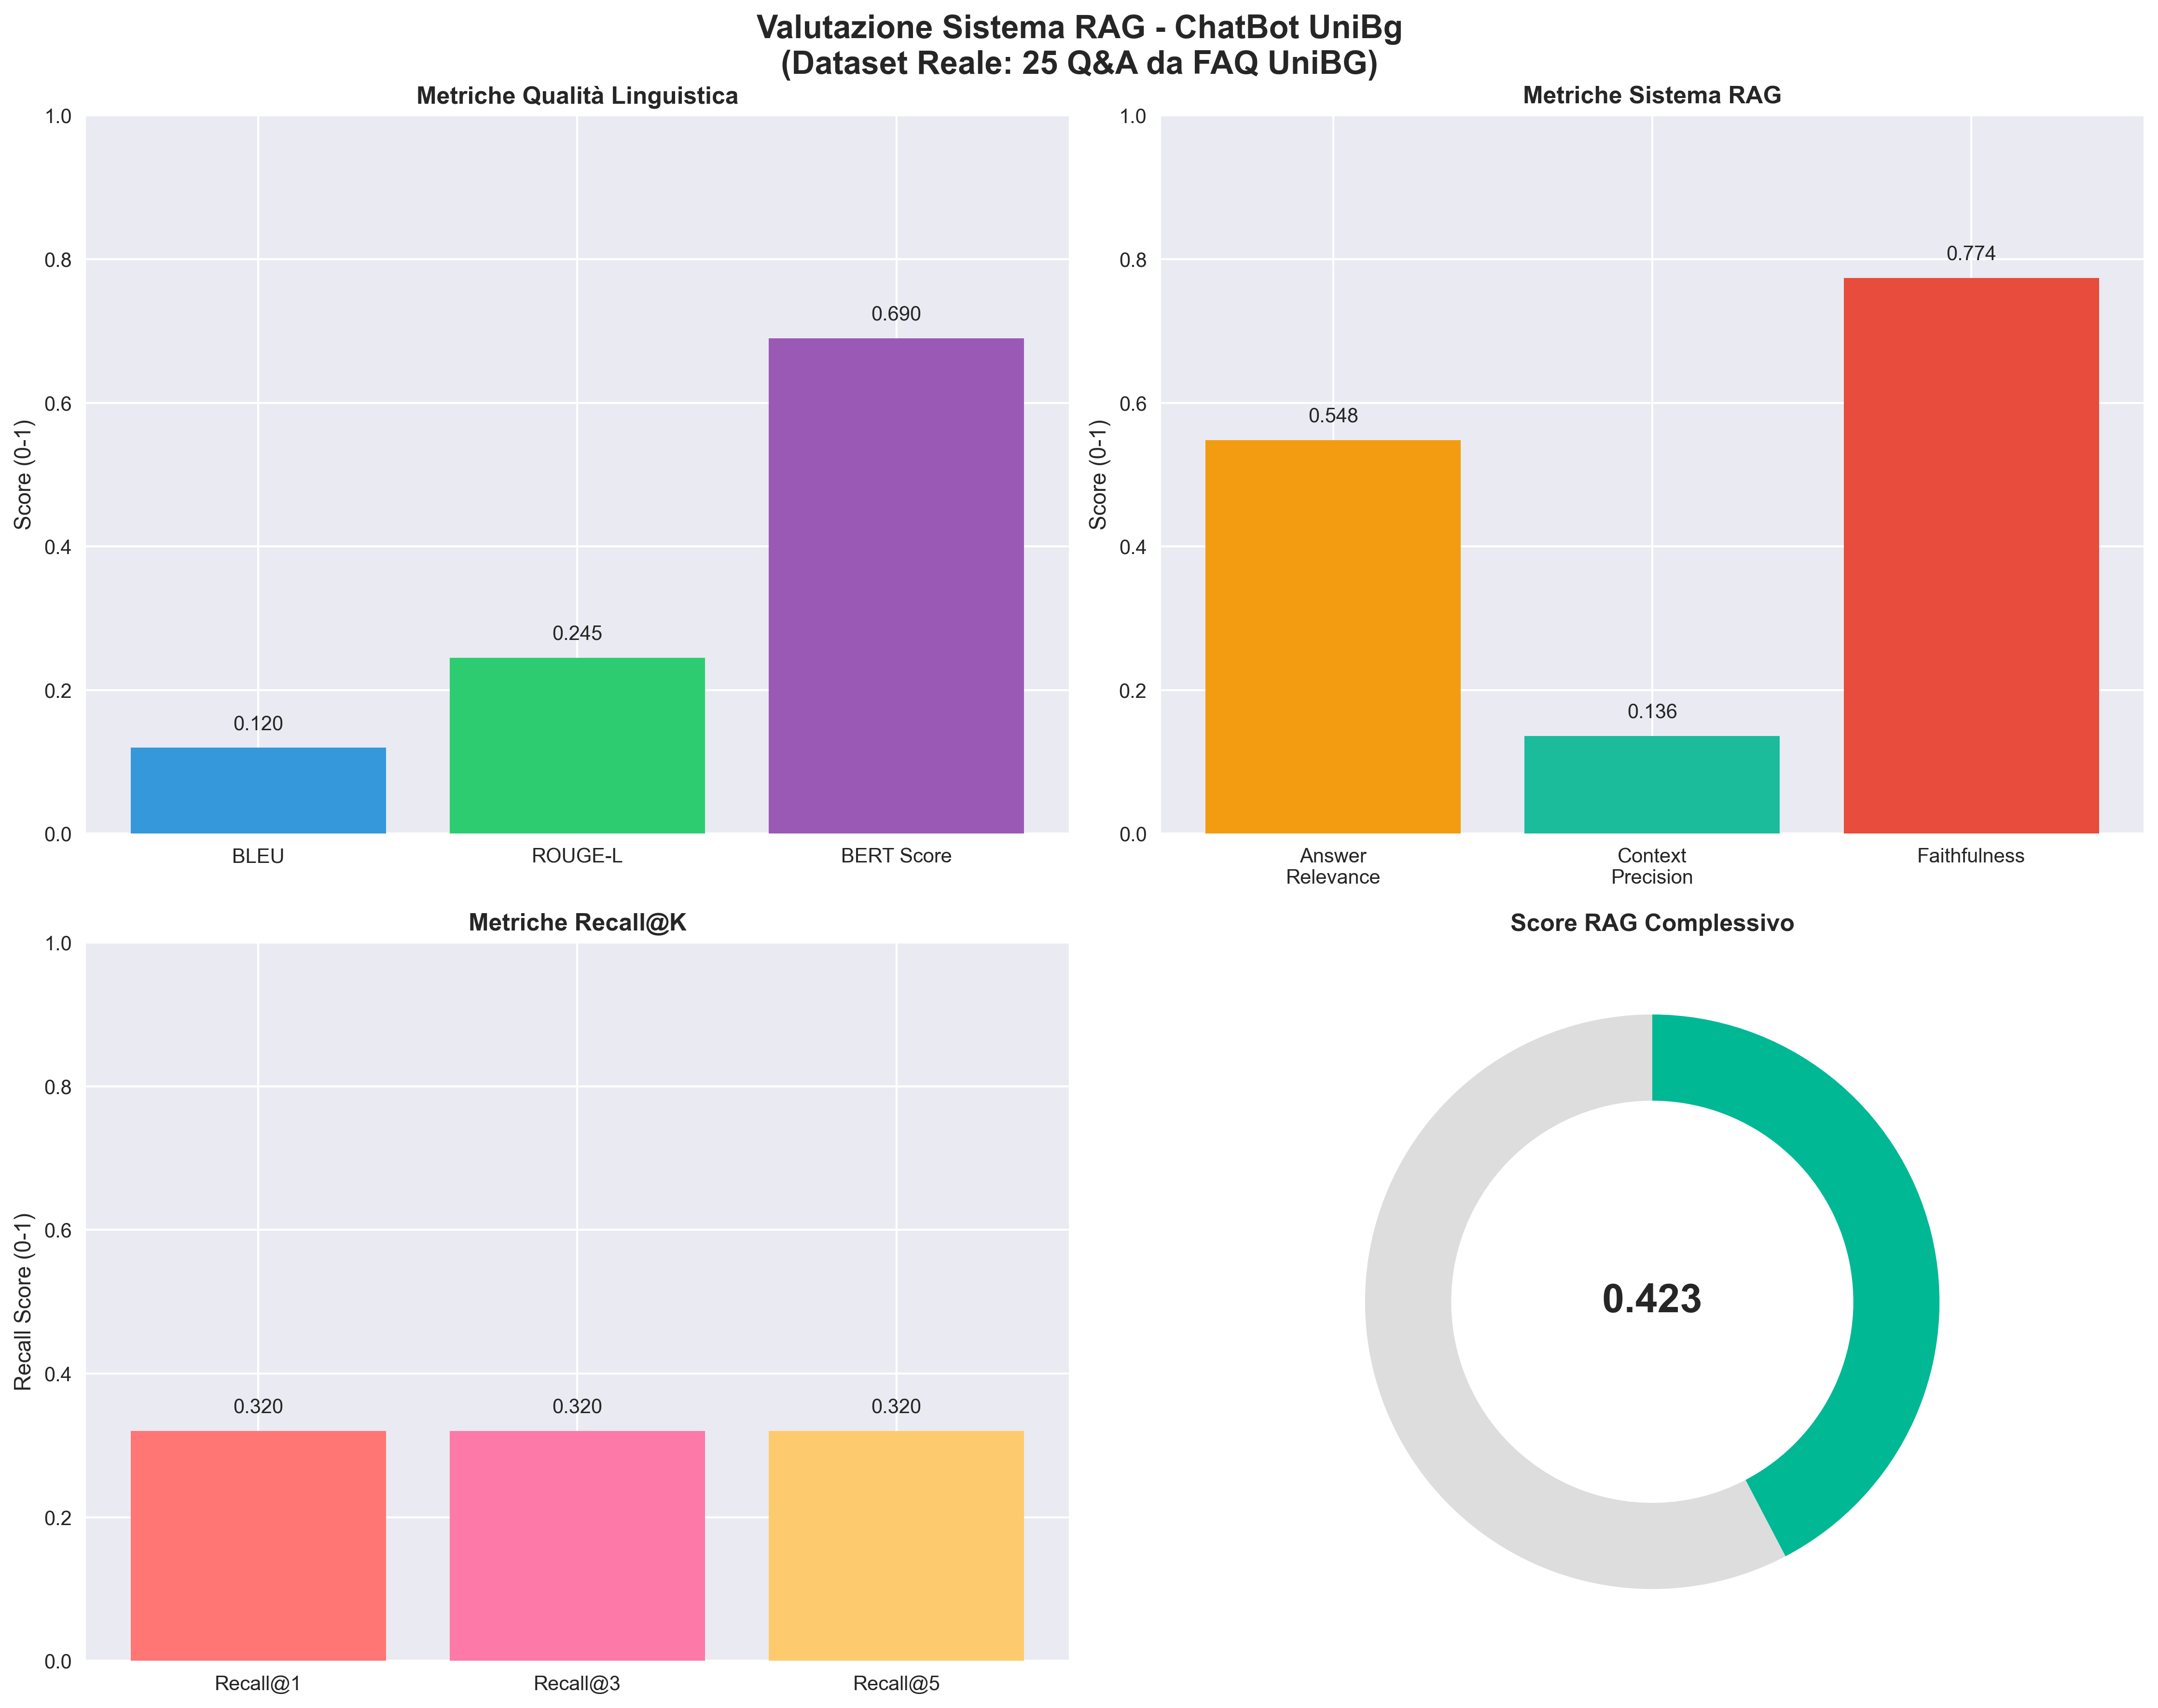 Valutazione Sistema RAG - ChatBot UniBg
(Dataset Reale: 25 Q&A da FAQ UniBG)
Metriche Qualità Linguistica
Score (0-1)
1.0
0.8
0.6
0.4
0.2
0.0
0.120
0.245
0.690
BLEU
ROUGE-L
BERT Score
Metriche Sistema RAG
Score (0-1)
1.0
0.8
0.6
0.4
0.2
0.0
0.548
0.136
0.774
Answer
Relevance
Context
Precision
Faithfulness
Metriche Recall@K
Recall Score (0-1)
1.0
0.8
0.6
0.4
0.2
0.0
0.320
0.320
0.320
Recall@1
Recall@3
Recall@5
Score RAG Complessivo
0.423